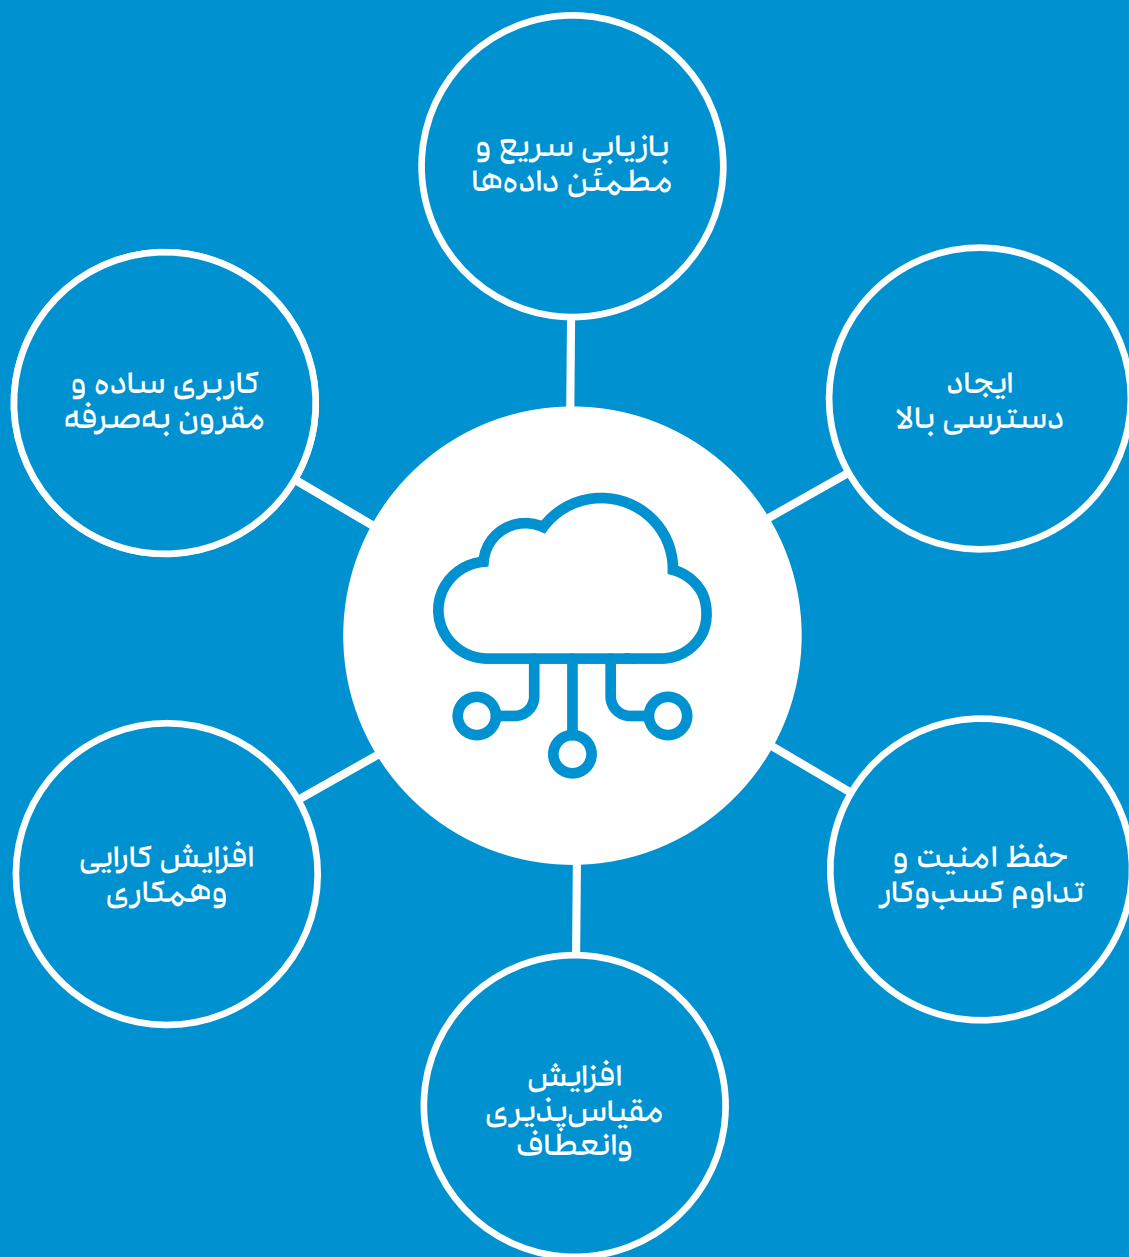 بازیابی سریع و
مطمئن داده‌ها
ایجاد
دسترسی بالا
کاربری ساده و
مقرون به‌صرفه
حفظ امنیت و
تداوم کسب‌وکار
افزایش کارایی
وهمکاری
افزایش
مقیاس‌پذیری
وانعطاف